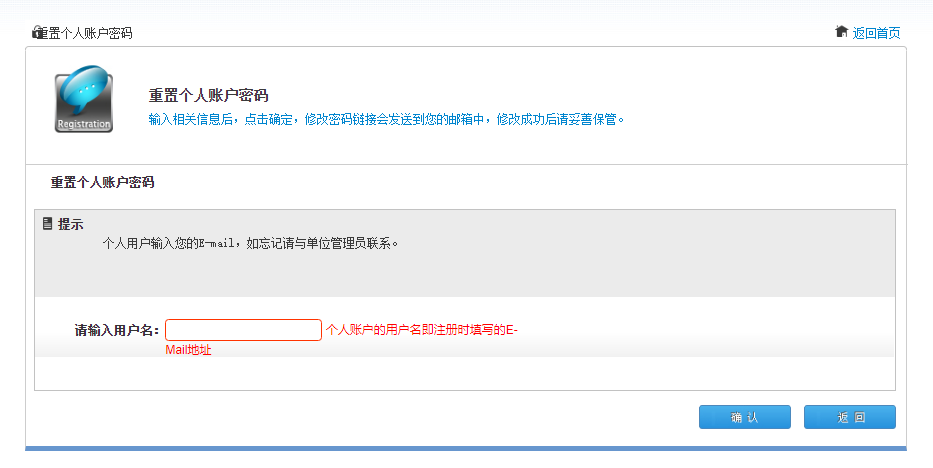 重置个人账户密码
返回首页
Registration
重置个人账户密码
输入相关信息后，点击确定，修改密码链接会发送到您的邮箱中，修改成功后请妥善保管。
重置个人账户密码
提示
个人用户输入您的E-mail，如忘记请与单位管理员联系。
请输入用户名： 个人账户的用户名即注册时填写的E-
Mail地址
确 认
返 回